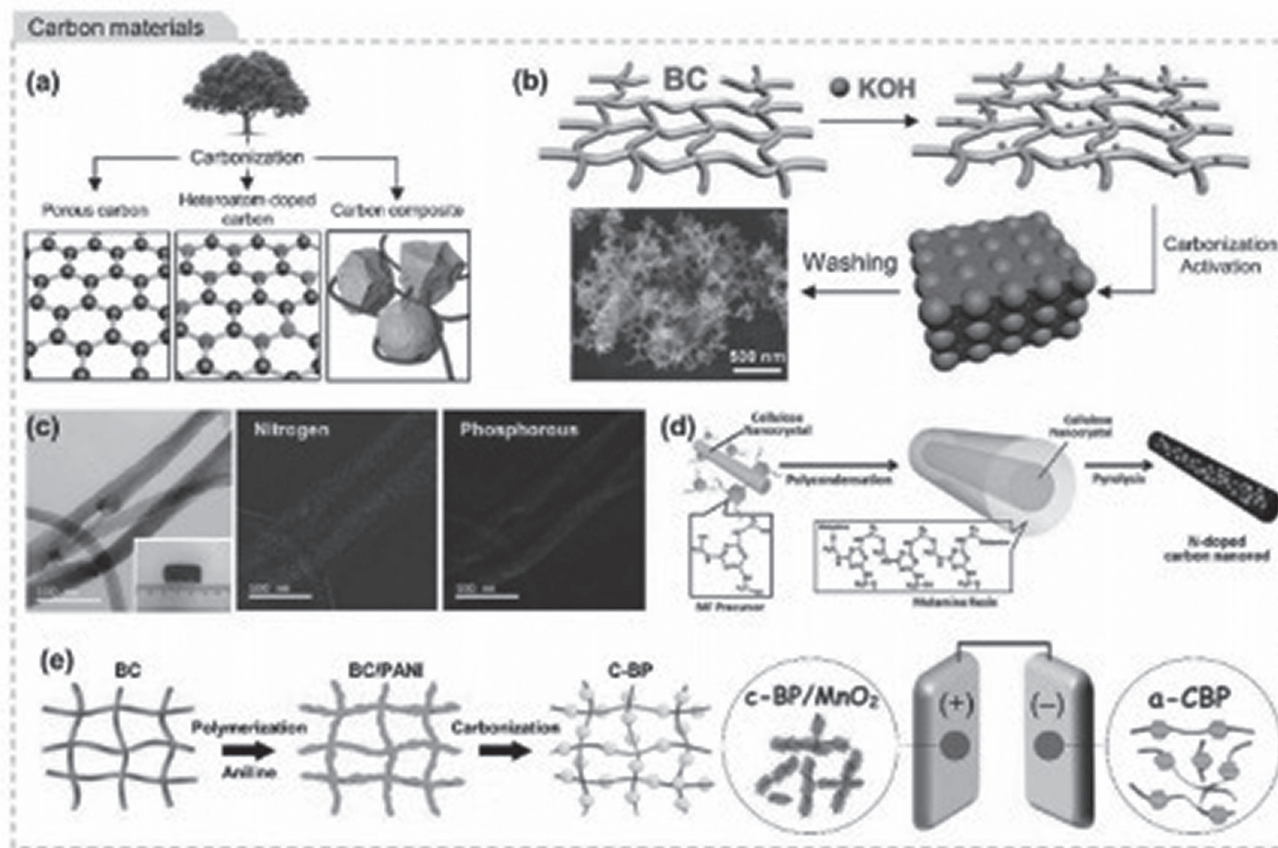 Carbon materials
(a)
Carbonization
Porous carbon
Heteroatom-doped
carbon
Carbon composite
(b)
BC
KOH
Carbonization
Activation
Washing
500 nm
(c)
Nitrogen
Phosphorous
(d)
Cellulose
Nanocrystal
Polycondensation
MF Precursor
Melamine Resin
Cellulose
Nanocrystal
Pyrolysis
N-doped
carbon nanorod
(e)
BC
Polymerization
Aniline
BC/PANI
Carbonization
C-BP
c-BP/MnO₂
(+)
(−)
a-CBP